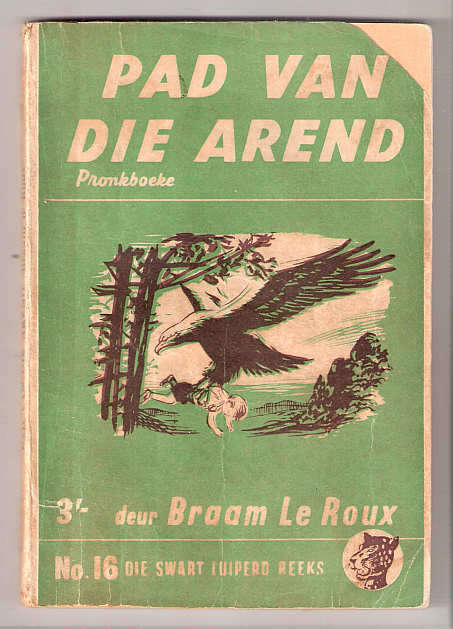 PAD VAN
DIE AREND
Pronkboeke
3'- deur Braam Le Roux
No. 16 DIE SWART LUIPERD REEKS